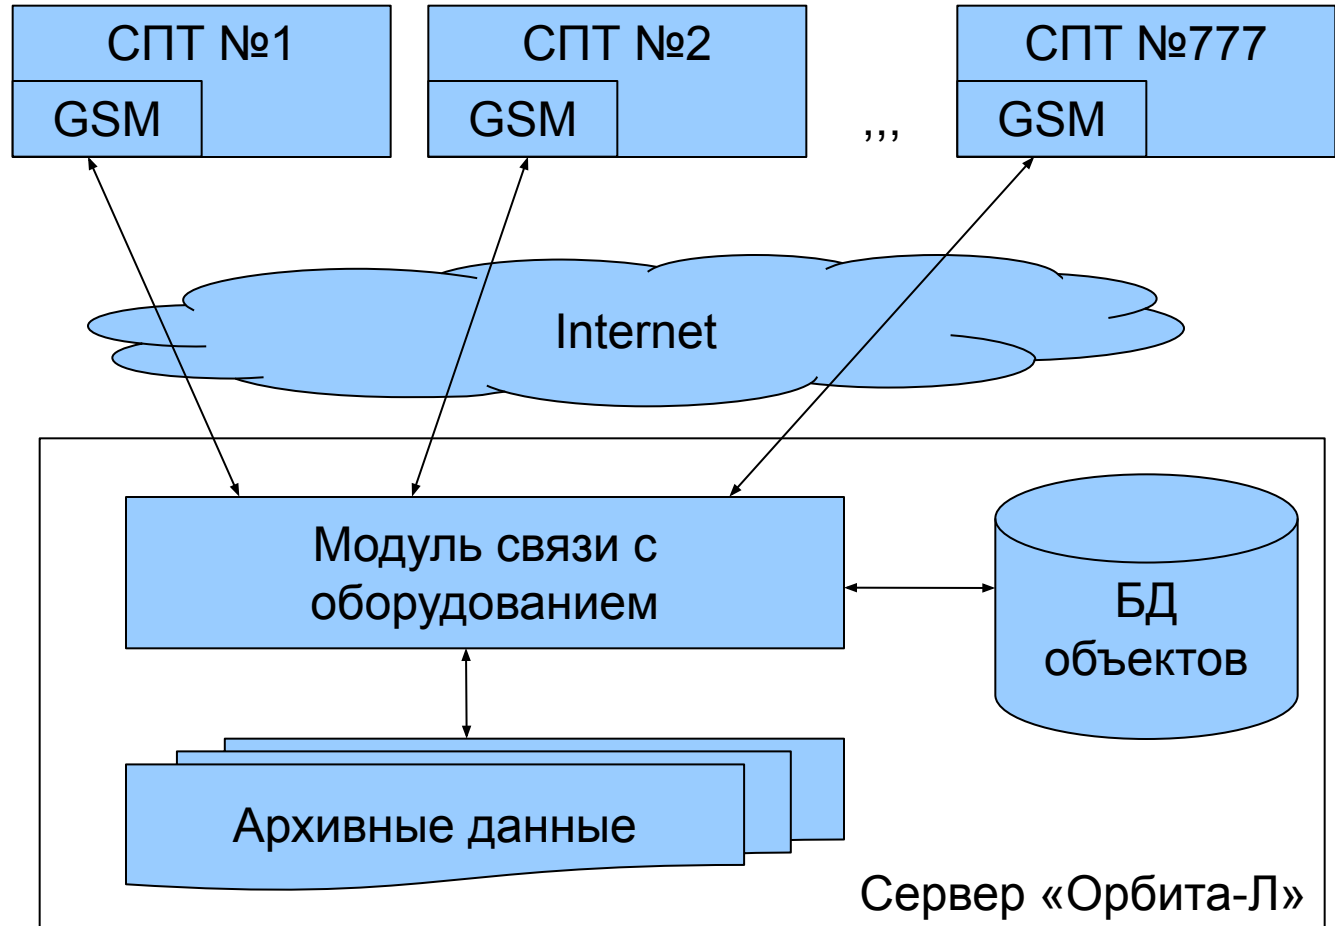 СПТ №1
GSM
СПТ №2
GSM
,,,
СПТ №777
GSM
Internet
Модуль связи с
оборудованием
БД
объектов
Архивные данные
Сервер «Орбита-Л»